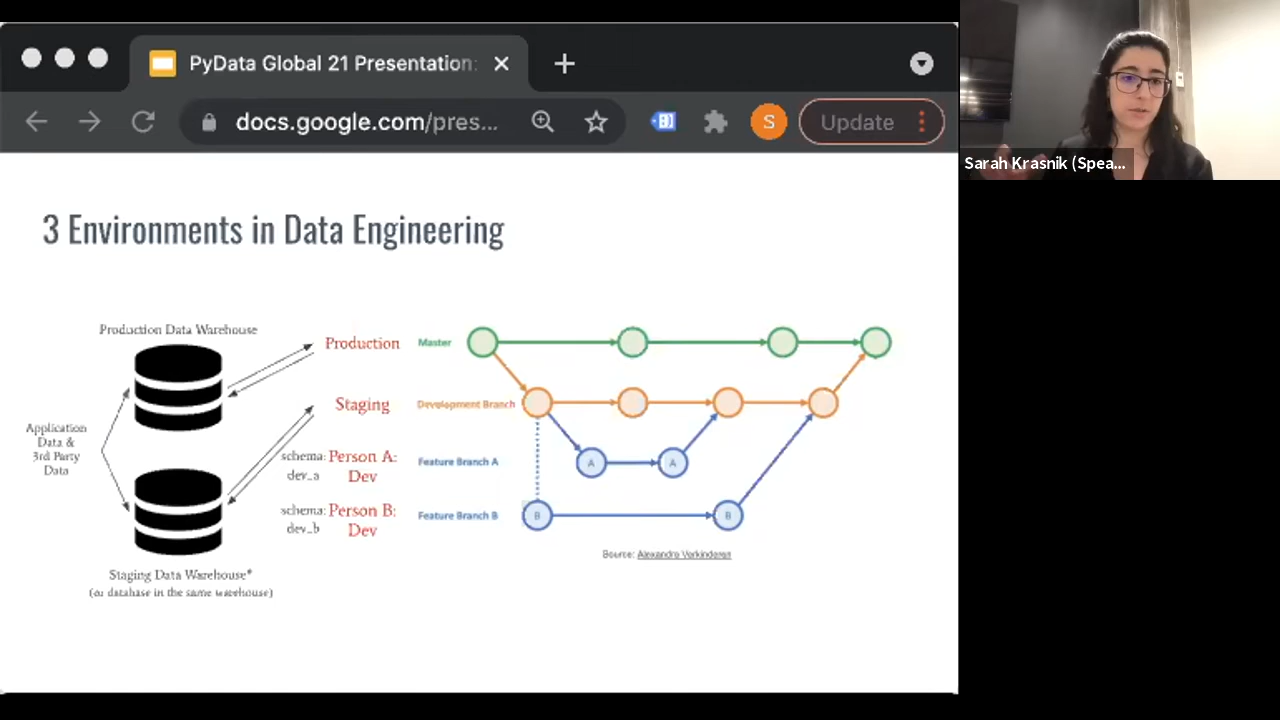 PyData Global 21 Presentation:
docs.google.com/pres...
S
Update
Sarah Krasnik (Spea...
3 Environments in Data Engineering
Production Data Warehouse
Application
Data &
3rd Party
Data
Staging Data Warehouse*
(or database in the same warehouse)
Production
Staging
schema: Person A:
dev_a Dev
schema: Person B:
dev_b Dev
Master
Development Branch
Feature Branch A
A A
Feature Branch B
B B
Source: Alexandre Verkinderen